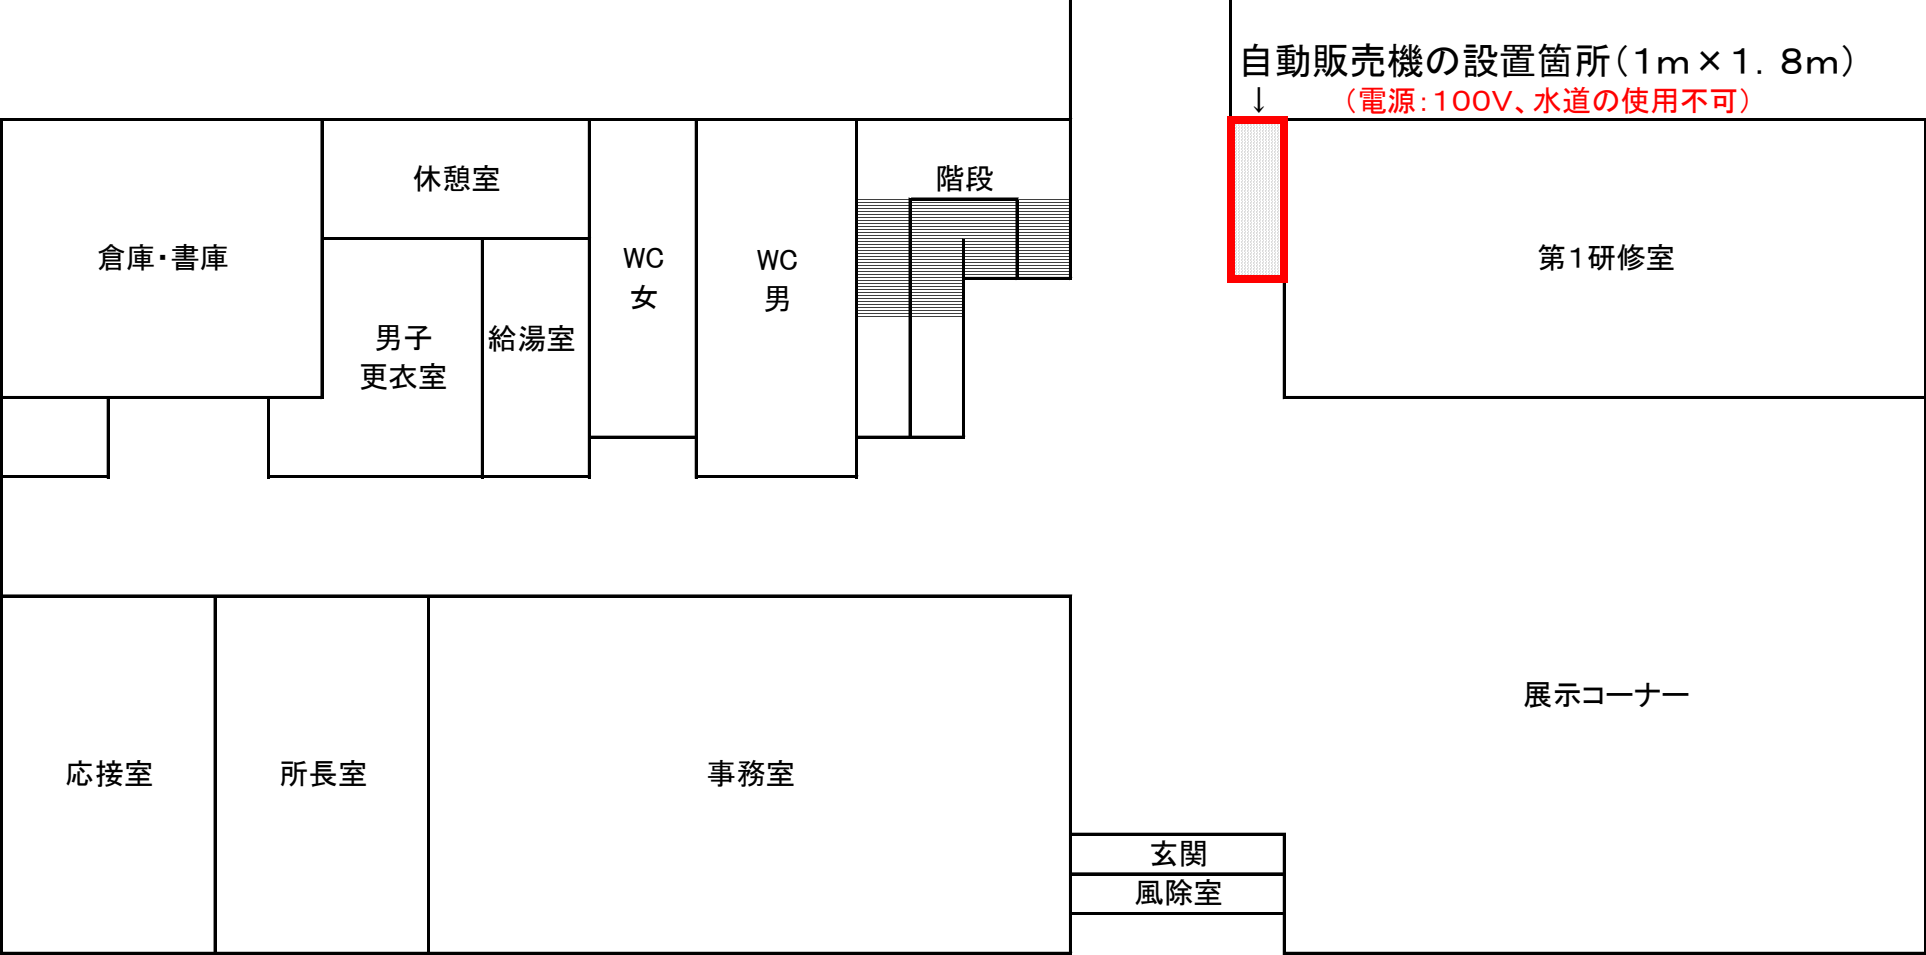 自動販売機の設置箇所（1ｍ×1．8ｍ）
↓ （電源：100V、水道の使用不可）
休憩室
階段
倉庫・書庫
WC
女
WC
男
第1研修室
男子
更衣室
給湯室
展示コーナー
応接室
所長室
事務室
玄関
風除室